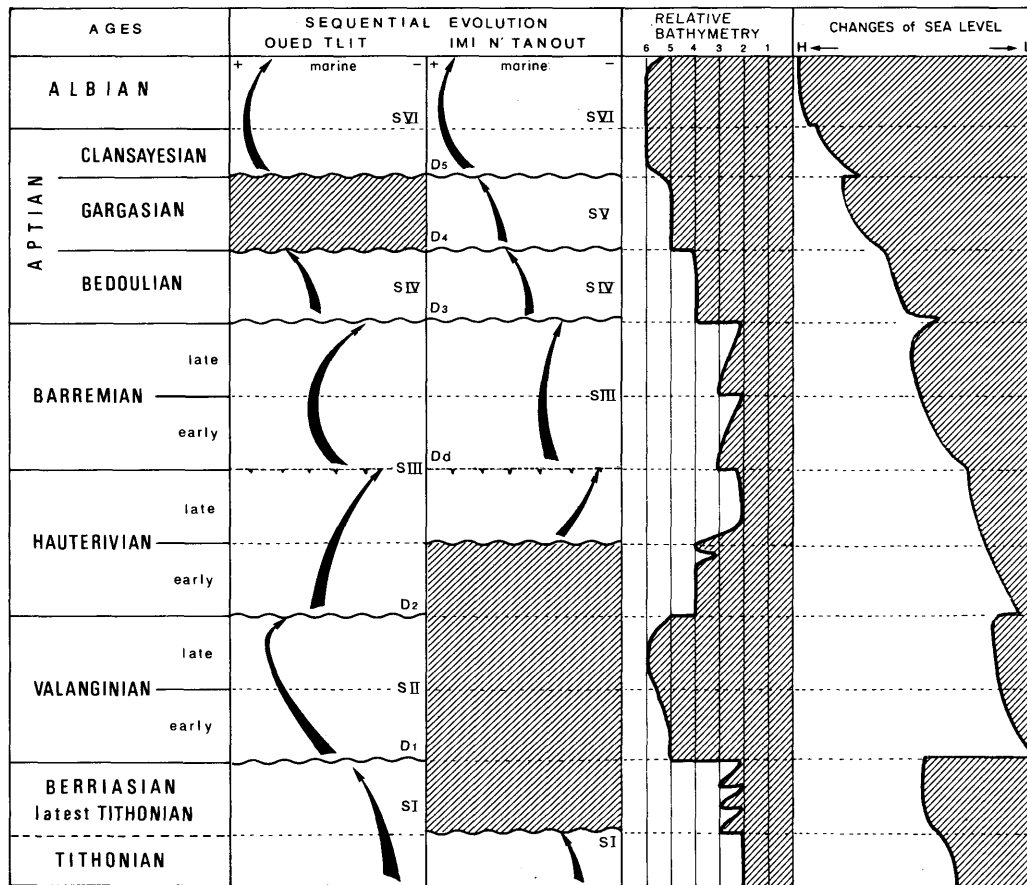 AGES
SEQUENTIAL EVOLUTION
OUED TLIT
IMI N'TANOUT
RELATIVE
BATHYMETRY
6 5 4 3 2 1
CHANGES of SEA LEVEL
H L
+ marine -
+ marine -
ALBIAN
SVI
SVI
APTIAN
CLANSAYESIAN
D5
GARGASIAN
SV
D4
BEDOULIAN
SIV
SIV
D3
late
BARREMIAN
SIII
early
Dd
SIII
late
HAUTERIVIAN
early
D2
late
VALANGINIAN
SII
early
D1
BERRIASIAN
latest TITHONIAN
SI
TITHONIAN
SI